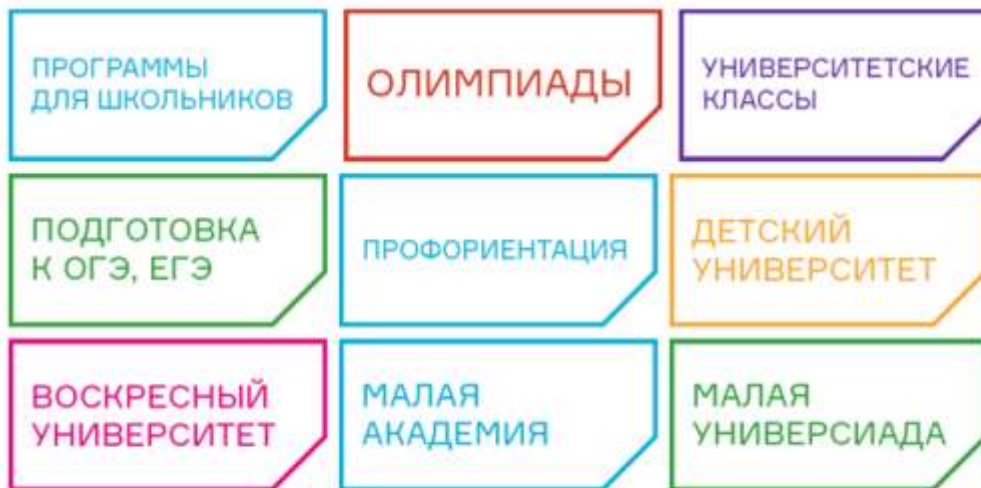 ПРОГРАММЫ
ДЛЯ ШКОЛЬНИКОВ
ОЛИМПИАДЫ
УНИВЕРСИТЕТСКИЕ
КЛАССЫ
ПОДГОТОВКА
К ОГЭ, ЕГЭ
ПРОФОРИЕНТАЦИЯ
ДЕТСКИЙ
УНИВЕРСИТЕТ
ВОСКРЕСНЫЙ
УНИВЕРСИТЕТ
МАЛАЯ
АКАДЕМИЯ
МАЛАЯ
УНИВЕРСИАДА